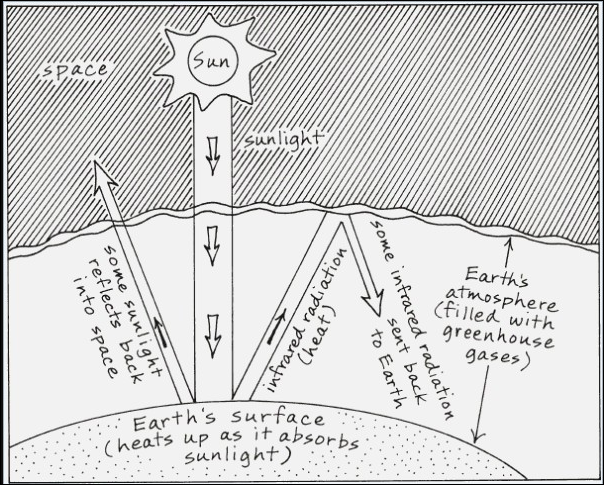 Sun
space
sunlight
some sunlight
reflects back
into space
infrared radiation
(heat)
some infrared radiation
sent back
to Earth
Earth's
atmosphere
(filled with
greenhouse
gases)
Earth's surface
(heats up as it absorbs
sunlight)